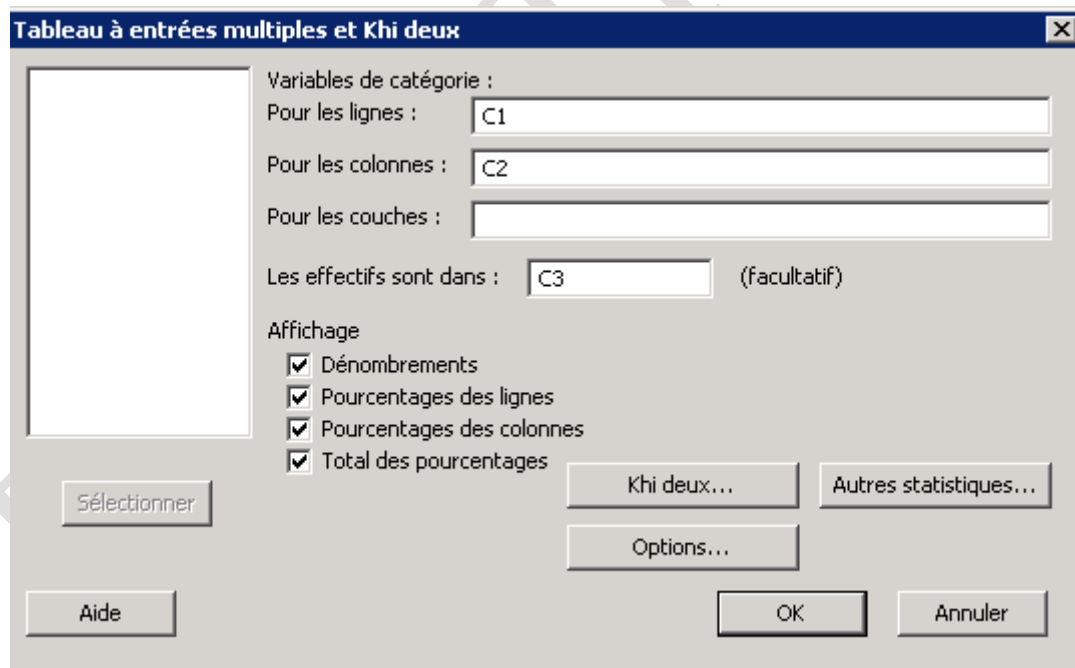 Tableau à entrées multiples et Khi deux
Variables de catégorie :
Pour les lignes : C1
Pour les colonnes : C2
Pour les couches :
Les effectifs sont dans : C3 (facultatif)
Affichage
Dénombrements
Pourcentages des lignes
Pourcentages des colonnes
Total des pourcentages
Khi deux... Autres statistiques...
Sélectionner
Options...
Aide OK Annuler